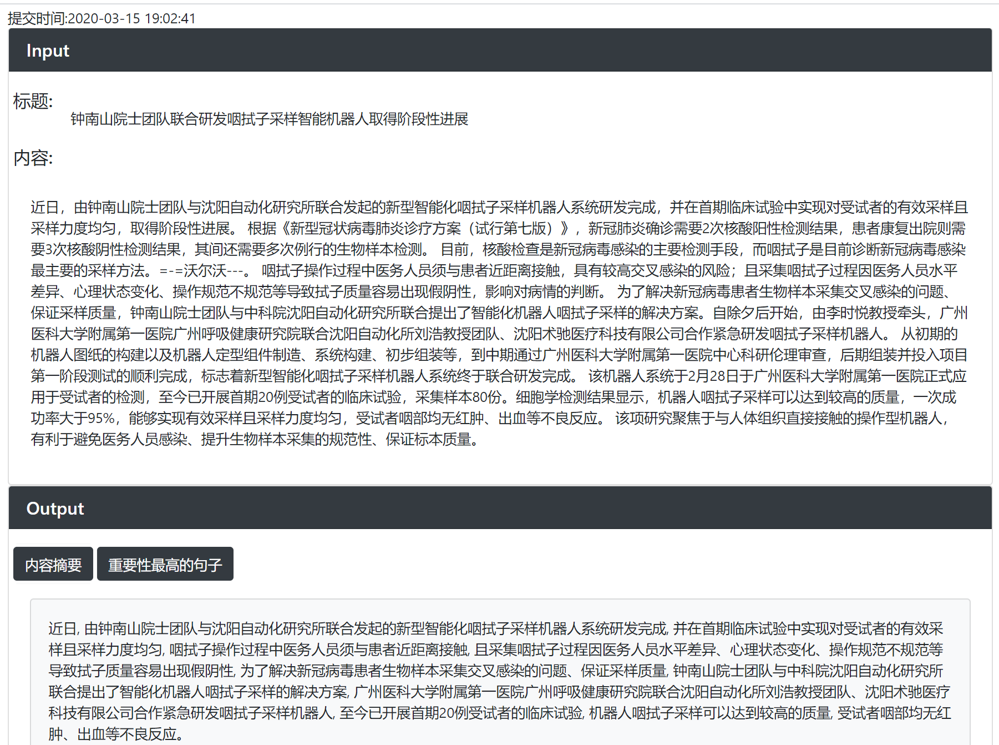 提交时间:2020-03-15 19:02:41
Input
标题:
钟南山院士团队联合研发咽拭子采样智能机器人取得阶段性进展
内容:
近日，由钟南山院士团队与沈阳自动化研究所联合发起的新型智能化咽拭子采样机器人系统研发完成，并在首期临床试验中实现对受试者的有效采样且
采样力度均匀，取得阶段性进展。 根据《新型冠状病毒肺炎诊疗方案（试行第七版）》，新冠肺炎确诊需要2次核酸阳性检测结果，患者康复出院则需
要3次核酸阴性检测结果，其间还需要多次例行的生物样本检测。 目前，核酸检查是新冠病毒感染的主要检测手段，而咽拭子是目前诊断新冠病毒感染
最主要的采样方法。=-=沃尔沃---。 咽拭子操作过程中医务人员须与患者近距离接触，具有较高交叉感染的风险；且采集咽拭子过程因医务人员水平
差异、心理状态变化、操作规范不规范等导致拭子质量容易出现假阴性，影响对病情的判断。 为了解决新冠病毒患者生物样本采集交叉感染的问题、
保证采样质量，钟南山院士团队与中科院沈阳自动化研究所联合提出了智能化机器人咽拭子采样的解决方案。自除夕后开始，由李时悦教授牵头，广州
医科大学附属第一医院广州呼吸健康研究院联合沈阳自动化所刘浩教授团队、沈阳术驰医疗科技有限公司合作紧急研发咽拭子采样机器人。 从初期的
机器人图纸的构建以及机器人定型组件制造、系统构建、初步组装等，到中期通过广州医科大学附属第一医院中心科研伦理审查，后期组装并投入项目
第一阶段测试的顺利完成，标志着新型智能化咽拭子采样机器人系统终于联合研发完成。 该机器人系统于2月28日于广州医科大学附属第一医院正式应
用于受试者的检测，至今已开展首期20例受试者的临床试验，采集样本80份。细胞学检测结果显示，机器人咽拭子采样可以达到较高的质量，一次成
功率大于95%，能够实现有效采样且采样力度均匀，受试者咽部均无红肿、出血等不良反应。 该项研究聚焦于与人体组织直接接触的操作型机器人，
有利于避免医务人员感染、提升生物样本采集的规范性、保证标本质量。
Output
内容摘要 重要性最高的句子
近日, 由钟南山院士团队与沈阳自动化研究所联合发起的新型智能化咽拭子采样机器人系统研发完成, 并在首期临床试验中实现对受试者的有效采
样且采样力度均匀, 咽拭子操作过程中医务人员须与患者近距离接触, 且采集咽拭子过程因医务人员水平差异、心理状态变化、操作规范不规范等
导致拭子质量容易出现假阴性, 为了解决新冠病毒患者生物样本采集交叉感染的问题、保证采样质量, 钟南山院士团队与中科院沈阳自动化研究所
联合提出了智能化机器人咽拭子采样的解决方案, 广州医科大学附属第一医院广州呼吸健康研究院联合沈阳自动化所刘浩教授团队、沈阳术驰医疗
科技有限公司合作紧急研发咽拭子采样机器人, 至今已开展首期20例受试者的临床试验, 机器人咽拭子采样可以达到较高的质量, 受试者咽部均无红
肿、出血等不良反应。